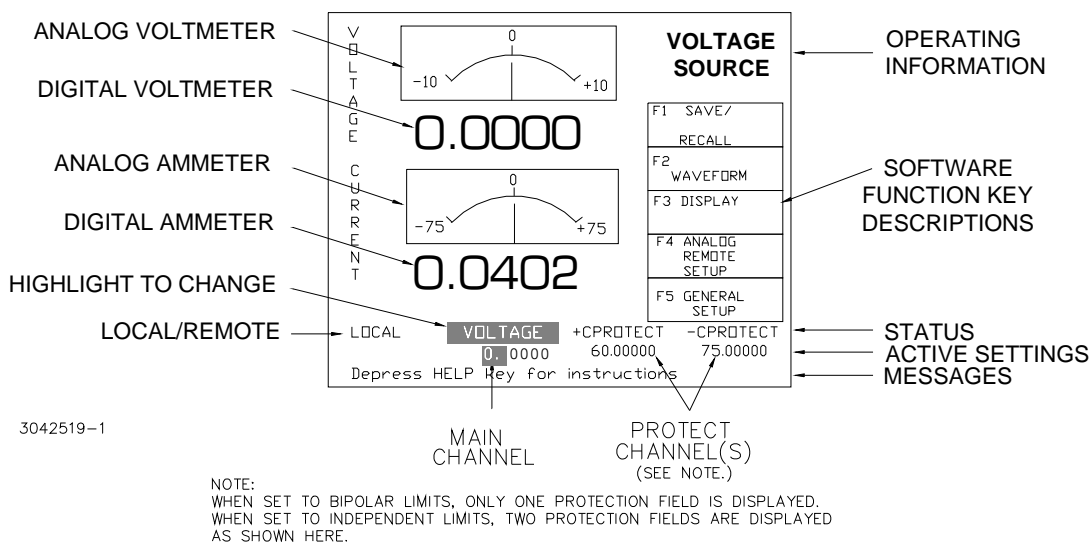 ANALOG VOLTMETER
DIGITAL VOLTMETER
ANALOG AMMETER
DIGITAL AMMETER
HIGHLIGHT TO CHANGE
LOCAL/REMOTE
VOLTAGE
0
-10
+10
0.0000
CURRENT
0
-75
+75
0.0402
VOLTAGE
SOURCE
F1 SAVE/
RECALL
F2
WAVEFORM
F3 DISPLAY
F4 ANALOG
REMOTE
SETUP
F5 GENERAL
SETUP
LOCAL VOLTAGE +CPROTECT -CPROTECT
0.0000 60.00000 75.00000
Depress HELP Key for instructions
OPERATING
INFORMATION
SOFTWARE
FUNCTION KEY
DESCRIPTIONS
STATUS
ACTIVE SETTINGS
MESSAGES
3042519-1
MAIN
CHANNEL
PROTECT
CHANNEL(S)
(SEE NOTE.)
NOTE:
WHEN SET TO BIPOLAR LIMITS, ONLY ONE PROTECTION FIELD IS DISPLAYED.
WHEN SET TO INDEPENDENT LIMITS, TWO PROTECTION FIELDS ARE DISPLAYED
AS SHOWN HERE.